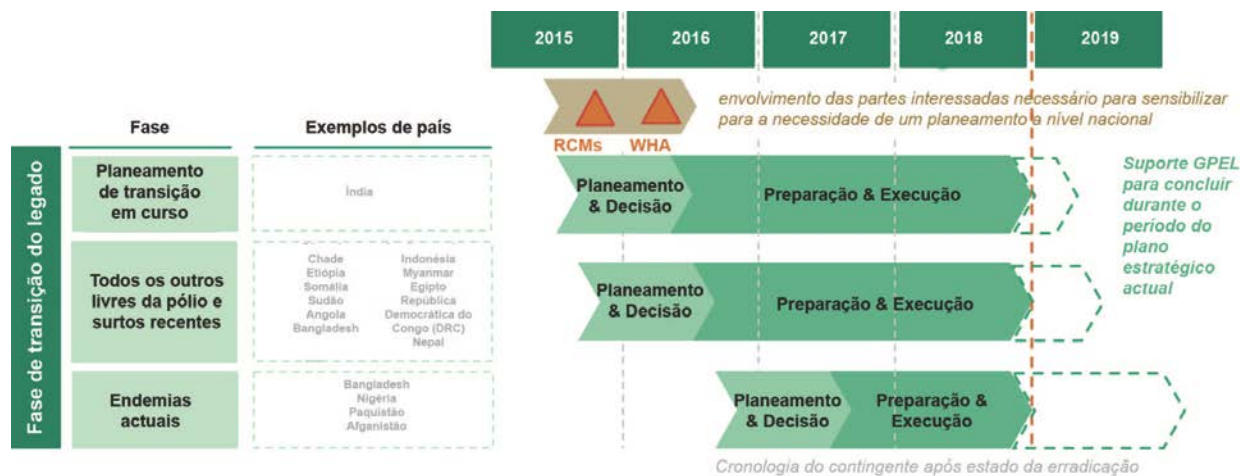 2015
2016
2017
2018
2019
envolvimento das partes interessadas necessário para sensibilizar
para a necessidade de um planeamento a nível nacional
RCMs
WHA
Fase
Exemplos de país
Fase de transição do legado
Planeamento
de transição
em curso
Índia
Planeamento
& Decisão
Preparação & Execução
Suporte GPEL
para concluir
durante o
período do
plano
estratégico
actual
Todos os outros
livres da pólio e
surtos recentes
Chade
Etiópia
Somália
Sudão
Angola
Bangladesh
Indonésia
Myanmar
Egipto
República
Democrática do
Congo (DRC)
Nepal
Planeamento
& Decisão
Preparação & Execução
Endemias
actuais
Bangladesh
Nigéria
Paquistão
Afganistão
Planeamento
& Decisão
Preparação &
Execução
Cronologia do contingente após estado da erradicação